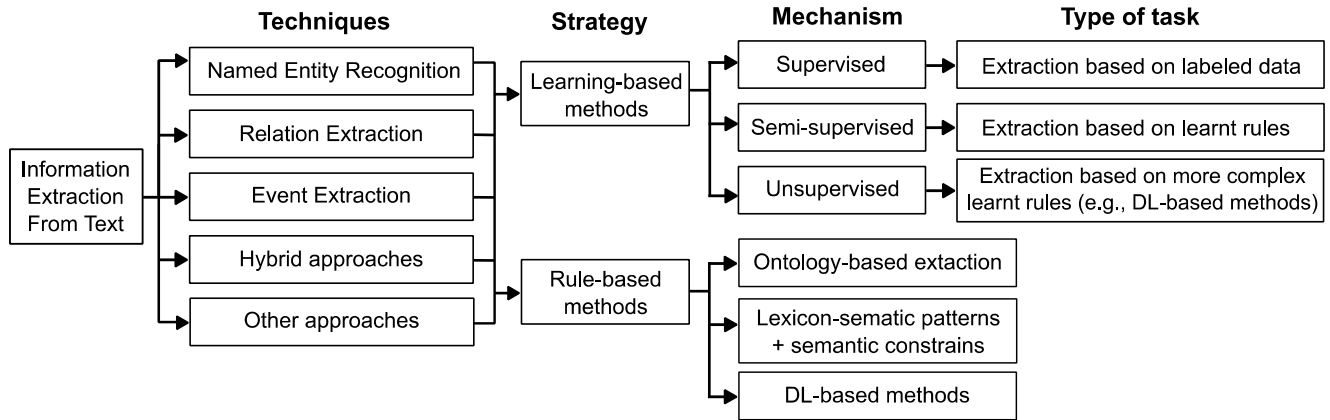 Techniques
Strategy
Mechanism
Type of task
Information
Extraction
From Text
Named Entity Recognition
Relation Extraction
Event Extraction
Hybrid approaches
Other approaches
Learning-based
methods
Rule-based
methods
Supervised
Semi-supervised
Unsupervised
Ontology-based extaction
Lexicon-sematic patterns
+ semantic constrains
DL-based methods
Extraction based on labeled data
Extraction based on learnt rules
Extraction based on more complex
learnt rules (e.g., DL-based methods)